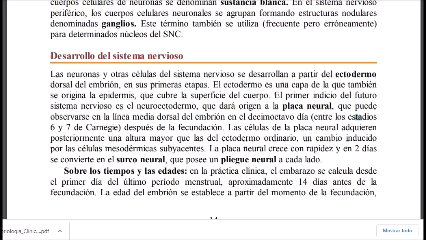 cuerpos celulares de neuronas se denominan sustancia blanca. En el sistema nervioso
periférico, los cuerpos celulares neuronales se agrupan formando estructuras nodulares
denominadas ganglios. Este término también se utiliza (frecuente pero erróneamente)
para determinados núcleos del SNC.
Desarrollo del sistema nervioso
Las neuronas y otras células del sistema nervioso se desarrollan a partir del ectodermo
dorsal del embrión, en sus primeras etapas. El ectodermo es una capa de la que también
se origina la epidermis, que cubre la superficie del cuerpo. El primer indicio del futuro
sistema nervioso es el neuroectodermo, que dará origen a la placa neural, que puede
observarse en la línea media dorsal del embrión en el decimoctavo día (entre los estadios
6 y 7 de Carnegie) después de la fecundación. Las células de la placa neural adquieren
posteriormente una altura mayor que las del ectodermo ordinario, un cambio inducido
por las células mesodérmicas subyacentes. La placa neural crece con rapidez y en 2 días
se convierte en el surco neural, que posee un pliegue neural a cada lado.
Sobre los tiempos y las edades: en la práctica clínica, el embarazo se calcula desde
el primer día del último período menstrual, aproximadamente 14 días antes de la
fecundación. La edad del embrión se establece a partir del momento de la fecundación,
Mostrar todo